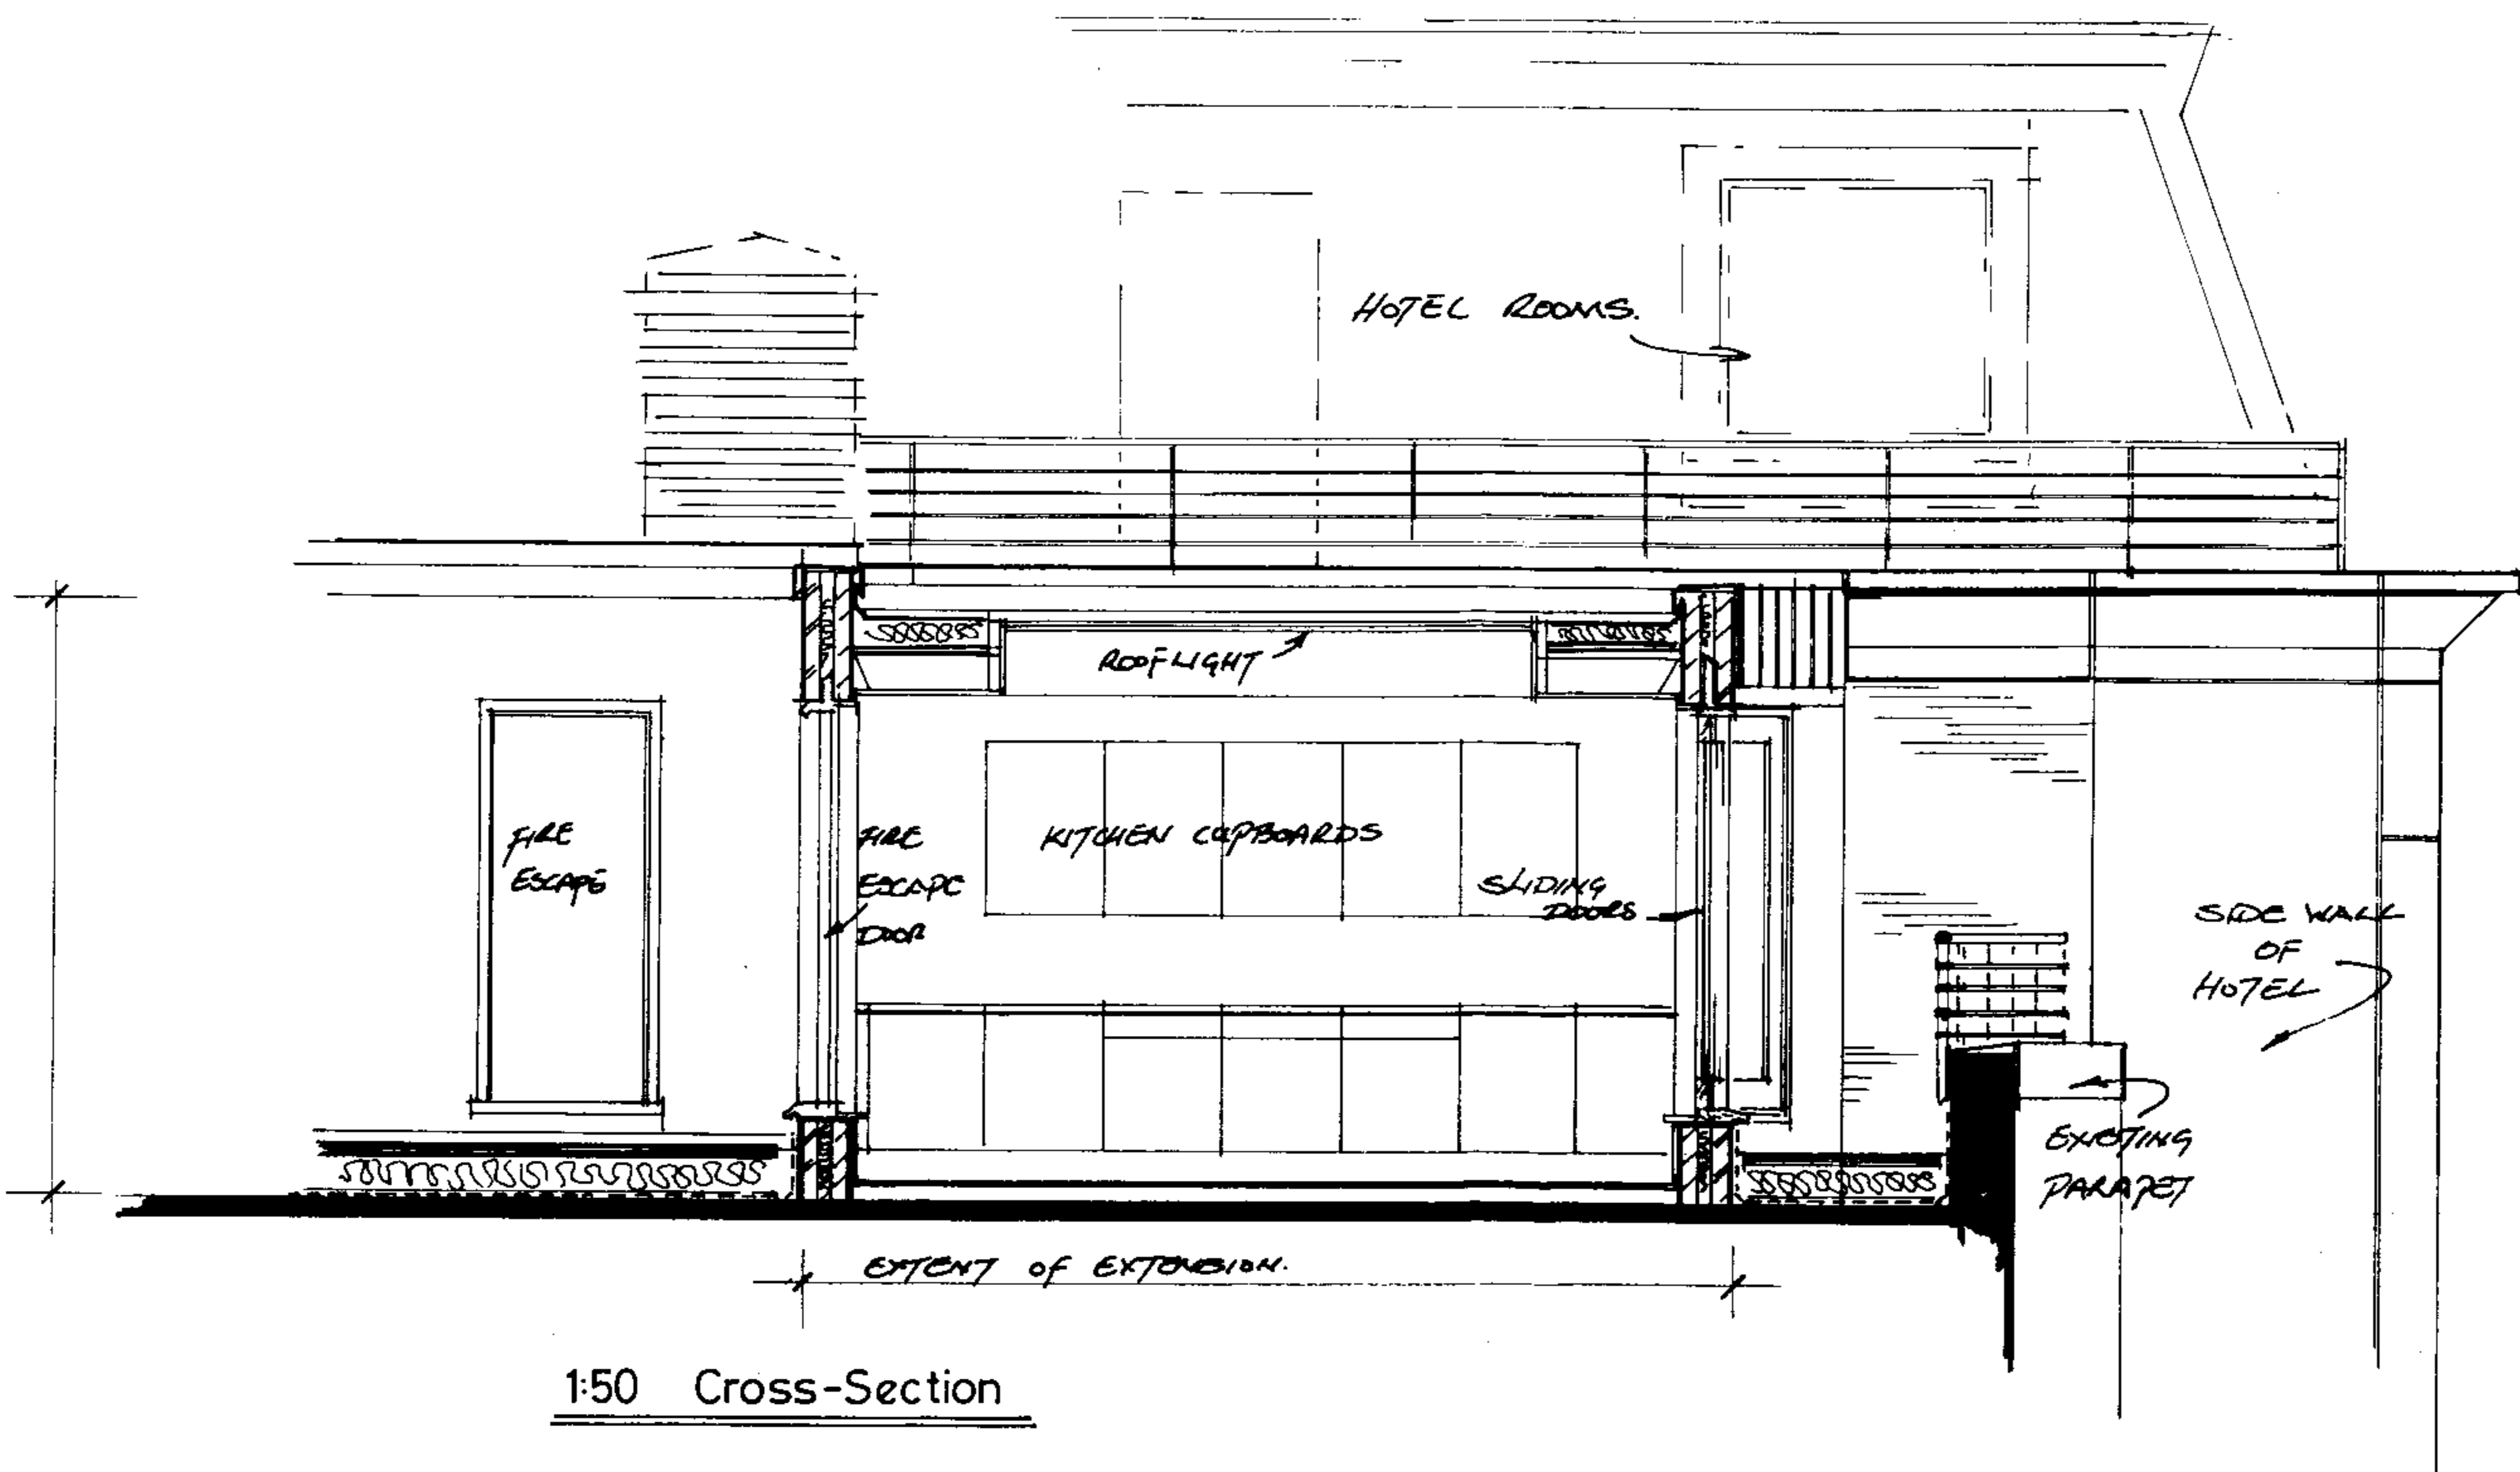 HOTEL ROOMS.
ROOFLIGHT
FIRE
ESCAPE
FIRE
ESCAPE
DOOR
KITCHEN CUPBOARDS
SLIDING
DOORS
SIDE WALL
OF
HOTEL
EXISTING
PARAPET
EXTENT OF EXTENSION.
1:50 Cross-Section